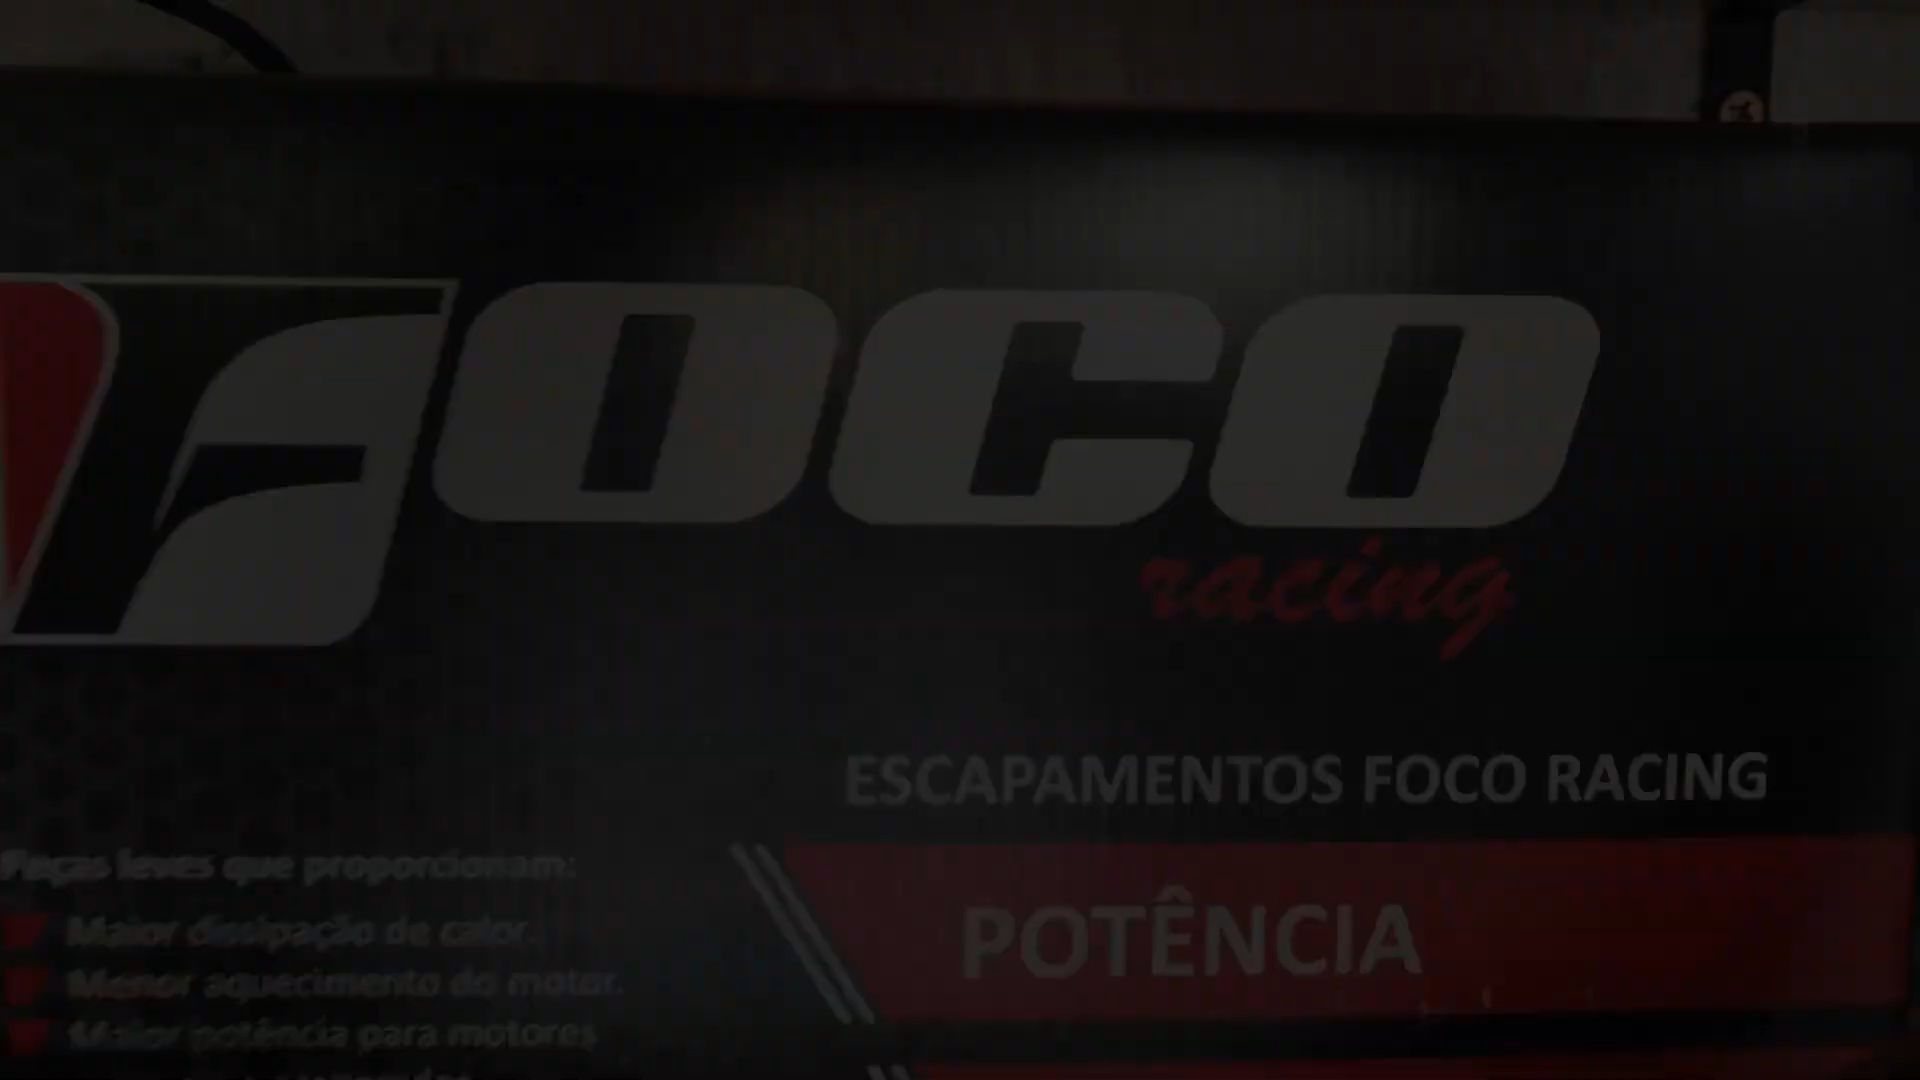 FOCO
racing
ESCAPAMENTOS FOCO RACING
Peças leves que proporcionam:
POTÊNCIA
Maior dissipação de calor.
Menor aquecimento do motor.
Maior potência para motores